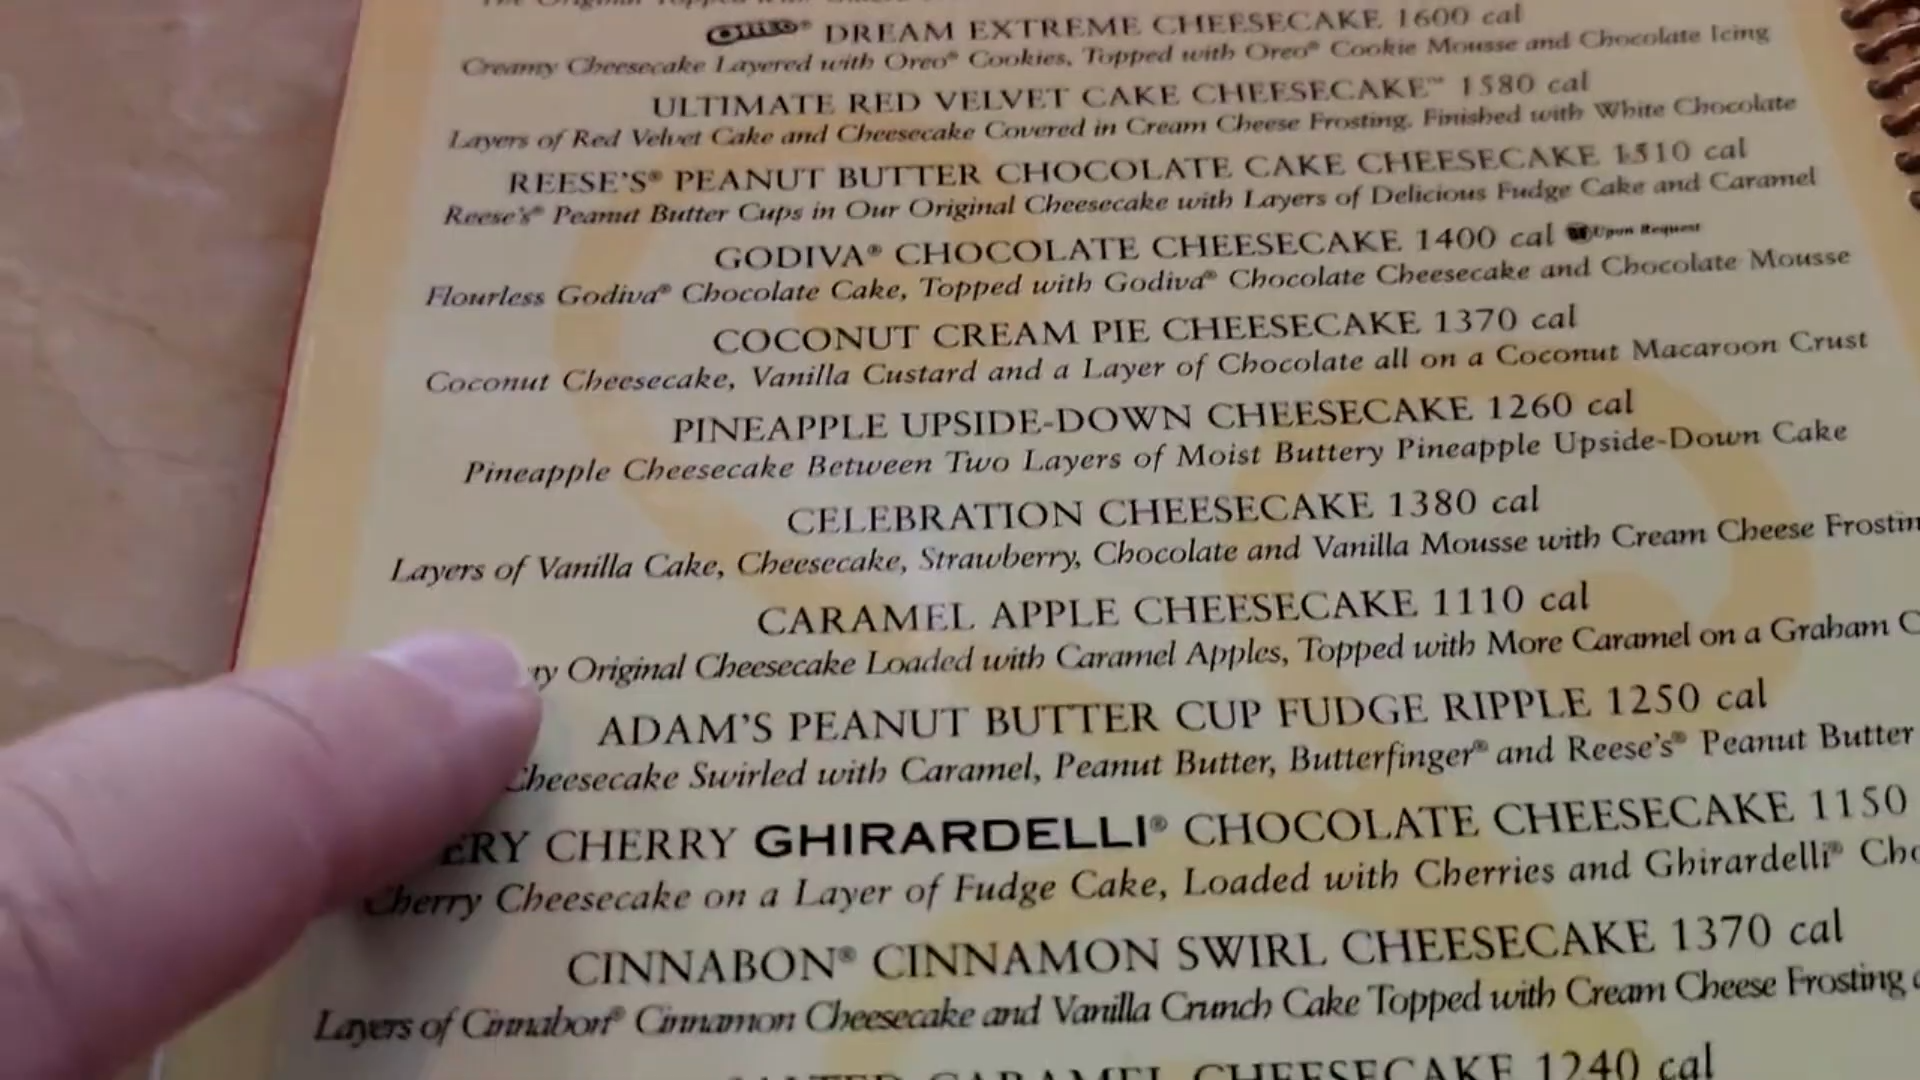 OREO® DREAM EXTREME CHEESECAKE 1600 cal
Creamy Cheesecake Layered with Oreo® Cookies, Topped with Oreo® Cookie Mousse and Chocolate Icing
ULTIMATE RED VELVET CAKE CHEESECAKE™ 1580 cal
Layers of Red Velvet Cake and Cheesecake Covered in Cream Cheese Frosting. Finished with White Chocolate
REESE'S® PEANUT BUTTER CHOCOLATE CAKE CHEESECAKE 1510 cal
Reese's® Peanut Butter Cups in Our Original Cheesecake with Layers of Delicious Fudge Cake and Caramel
GODIVA® CHOCOLATE CHEESECAKE 1400 cal Upon Request
Flourless Godiva® Chocolate Cake, Topped with Godiva® Chocolate Cheesecake and Chocolate Mousse
COCONUT CREAM PIE CHEESECAKE 1370 cal
Coconut Cheesecake, Vanilla Custard and a Layer of Chocolate all on a Coconut Macaroon Crust
PINEAPPLE UPSIDE-DOWN CHEESECAKE 1260 cal
Pineapple Cheesecake Between Two Layers of Moist Buttery Pineapple Upside-Down Cake
CELEBRATION CHEESECAKE 1380 cal
Layers of Vanilla Cake, Cheesecake, Strawberry, Chocolate and Vanilla Mousse with Cream Cheese Frostin
CARAMEL APPLE CHEESECAKE 1110 cal
ry Original Cheesecake Loaded with Caramel Apples, Topped with More Caramel on a Graham C
ADAM'S PEANUT BUTTER CUP FUDGE RIPPLE 1250 cal
Cheesecake Swirled with Caramel, Peanut Butter, Butterfinger® and Reese's® Peanut Butter
ERY CHERRY GHIRARDELLI® CHOCOLATE CHEESECAKE 1150
Cherry Cheesecake on a Layer of Fudge Cake, Loaded with Cherries and Ghirardelli® Cho
CINNABON® CINNAMON SWIRL CHEESECAKE 1370 cal
Layers of Cinnabon® Cinnamon Cheesecake and Vanilla Crunch Cake Topped with Cream Cheese Frosting
CARAMEL CHEESECAKE 1240 cal